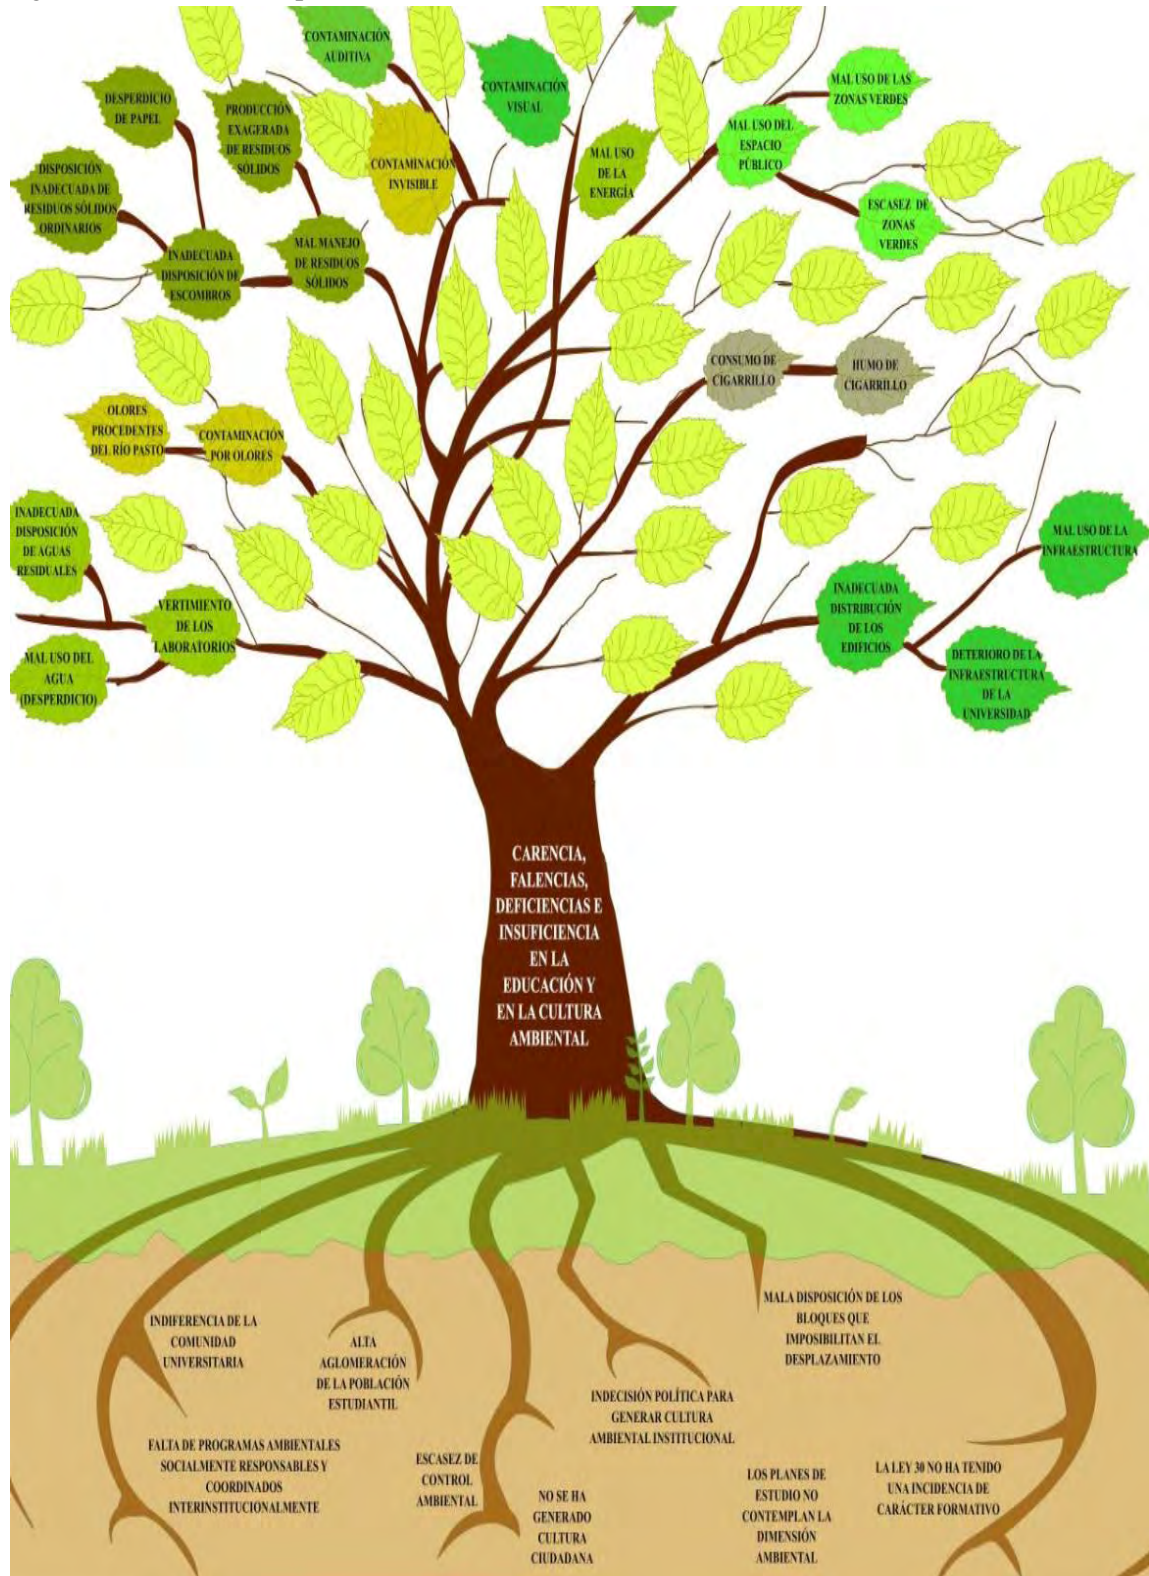 CONTAMINACIÓN
AUDITIVA
CONTAMINACIÓN
VISUAL
MAL USO DE LAS
ZONAS VERDES
DESPERDICIO
DE PAPEL
PRODUCCIÓN
EXAGERADA
DE RESIDUOS
SÓLIDOS
MAL USO DEL
ESPACIO
PÚBLICO
CONTAMINACIÓN
INVISIBLE
MAL USO
DE LA
ENERGÍA
DISPOSICIÓN
INADECUADA DE
RESIDUOS SÓLIDOS
ORDINARIOS
ESCASEZ DE
ZONAS
VERDES
INADECUADA
DISPOSICIÓN DE
ESCOMBROS
MAL MANEJO
DE RESIDUOS
SÓLIDOS
CONSUMO DE
CIGARRILLO
HUMO DE
CIGARRILLO
OLORES
PROCEDENTES
DEL RÍO PASTO
CONTAMINACIÓN
POR OLORES
INADECUADA
DISPOSICIÓN
DE AGUAS
RESIDUALES
MAL USO DE LA
INFRAESTRUCTURA
VERTIMIENTO
DE LOS
LABORATORIOS
INADECUADA
DISTRIBUCIÓN
DE LOS
EDIFICIOS
MAL USO DEL
AGUA
(DESPERDICIO)
DETERIORO DE LA
INFRAESTRUCTURA
DE LA
UNIVERSIDAD
CARENCIA,
FALENCIAS,
DEFICIENCIAS E
INSUFICIENCIA
EN LA
EDUCACIÓN Y
EN LA CULTURA
AMBIENTAL
INDIFERENCIA DE LA
COMUNIDAD
UNIVERSITARIA
ALTA
AGLOMERACIÓN
DE LA POBLACIÓN
ESTUDIANTIL
MALA DISPOSICIÓN DE LOS
BLOQUES QUE
IMPOSIBILITAN EL
DESPLAZAMIENTO
INDECISIÓN POLÍTICA PARA
GENERAR CULTURA
AMBIENTAL INSTITUCIONAL
FALTA DE PROGRAMAS AMBIENTALES
SOCIALMENTE RESPONSABLES Y
COORDINADOS
INTERINSTITUCIONALMENTE
ESCASEZ DE
CONTROL
AMBIENTAL
NO SE HA
GENERADO
CULTURA
CIUDADANA
LOS PLANES DE
ESTUDIO NO
CONTEMPLAN LA
DIMENSIÓN
AMBIENTAL
LA LEY 30 NO HA TENIDO
UNA INCIDENCIA DE
CARÁCTER FORMATIVO